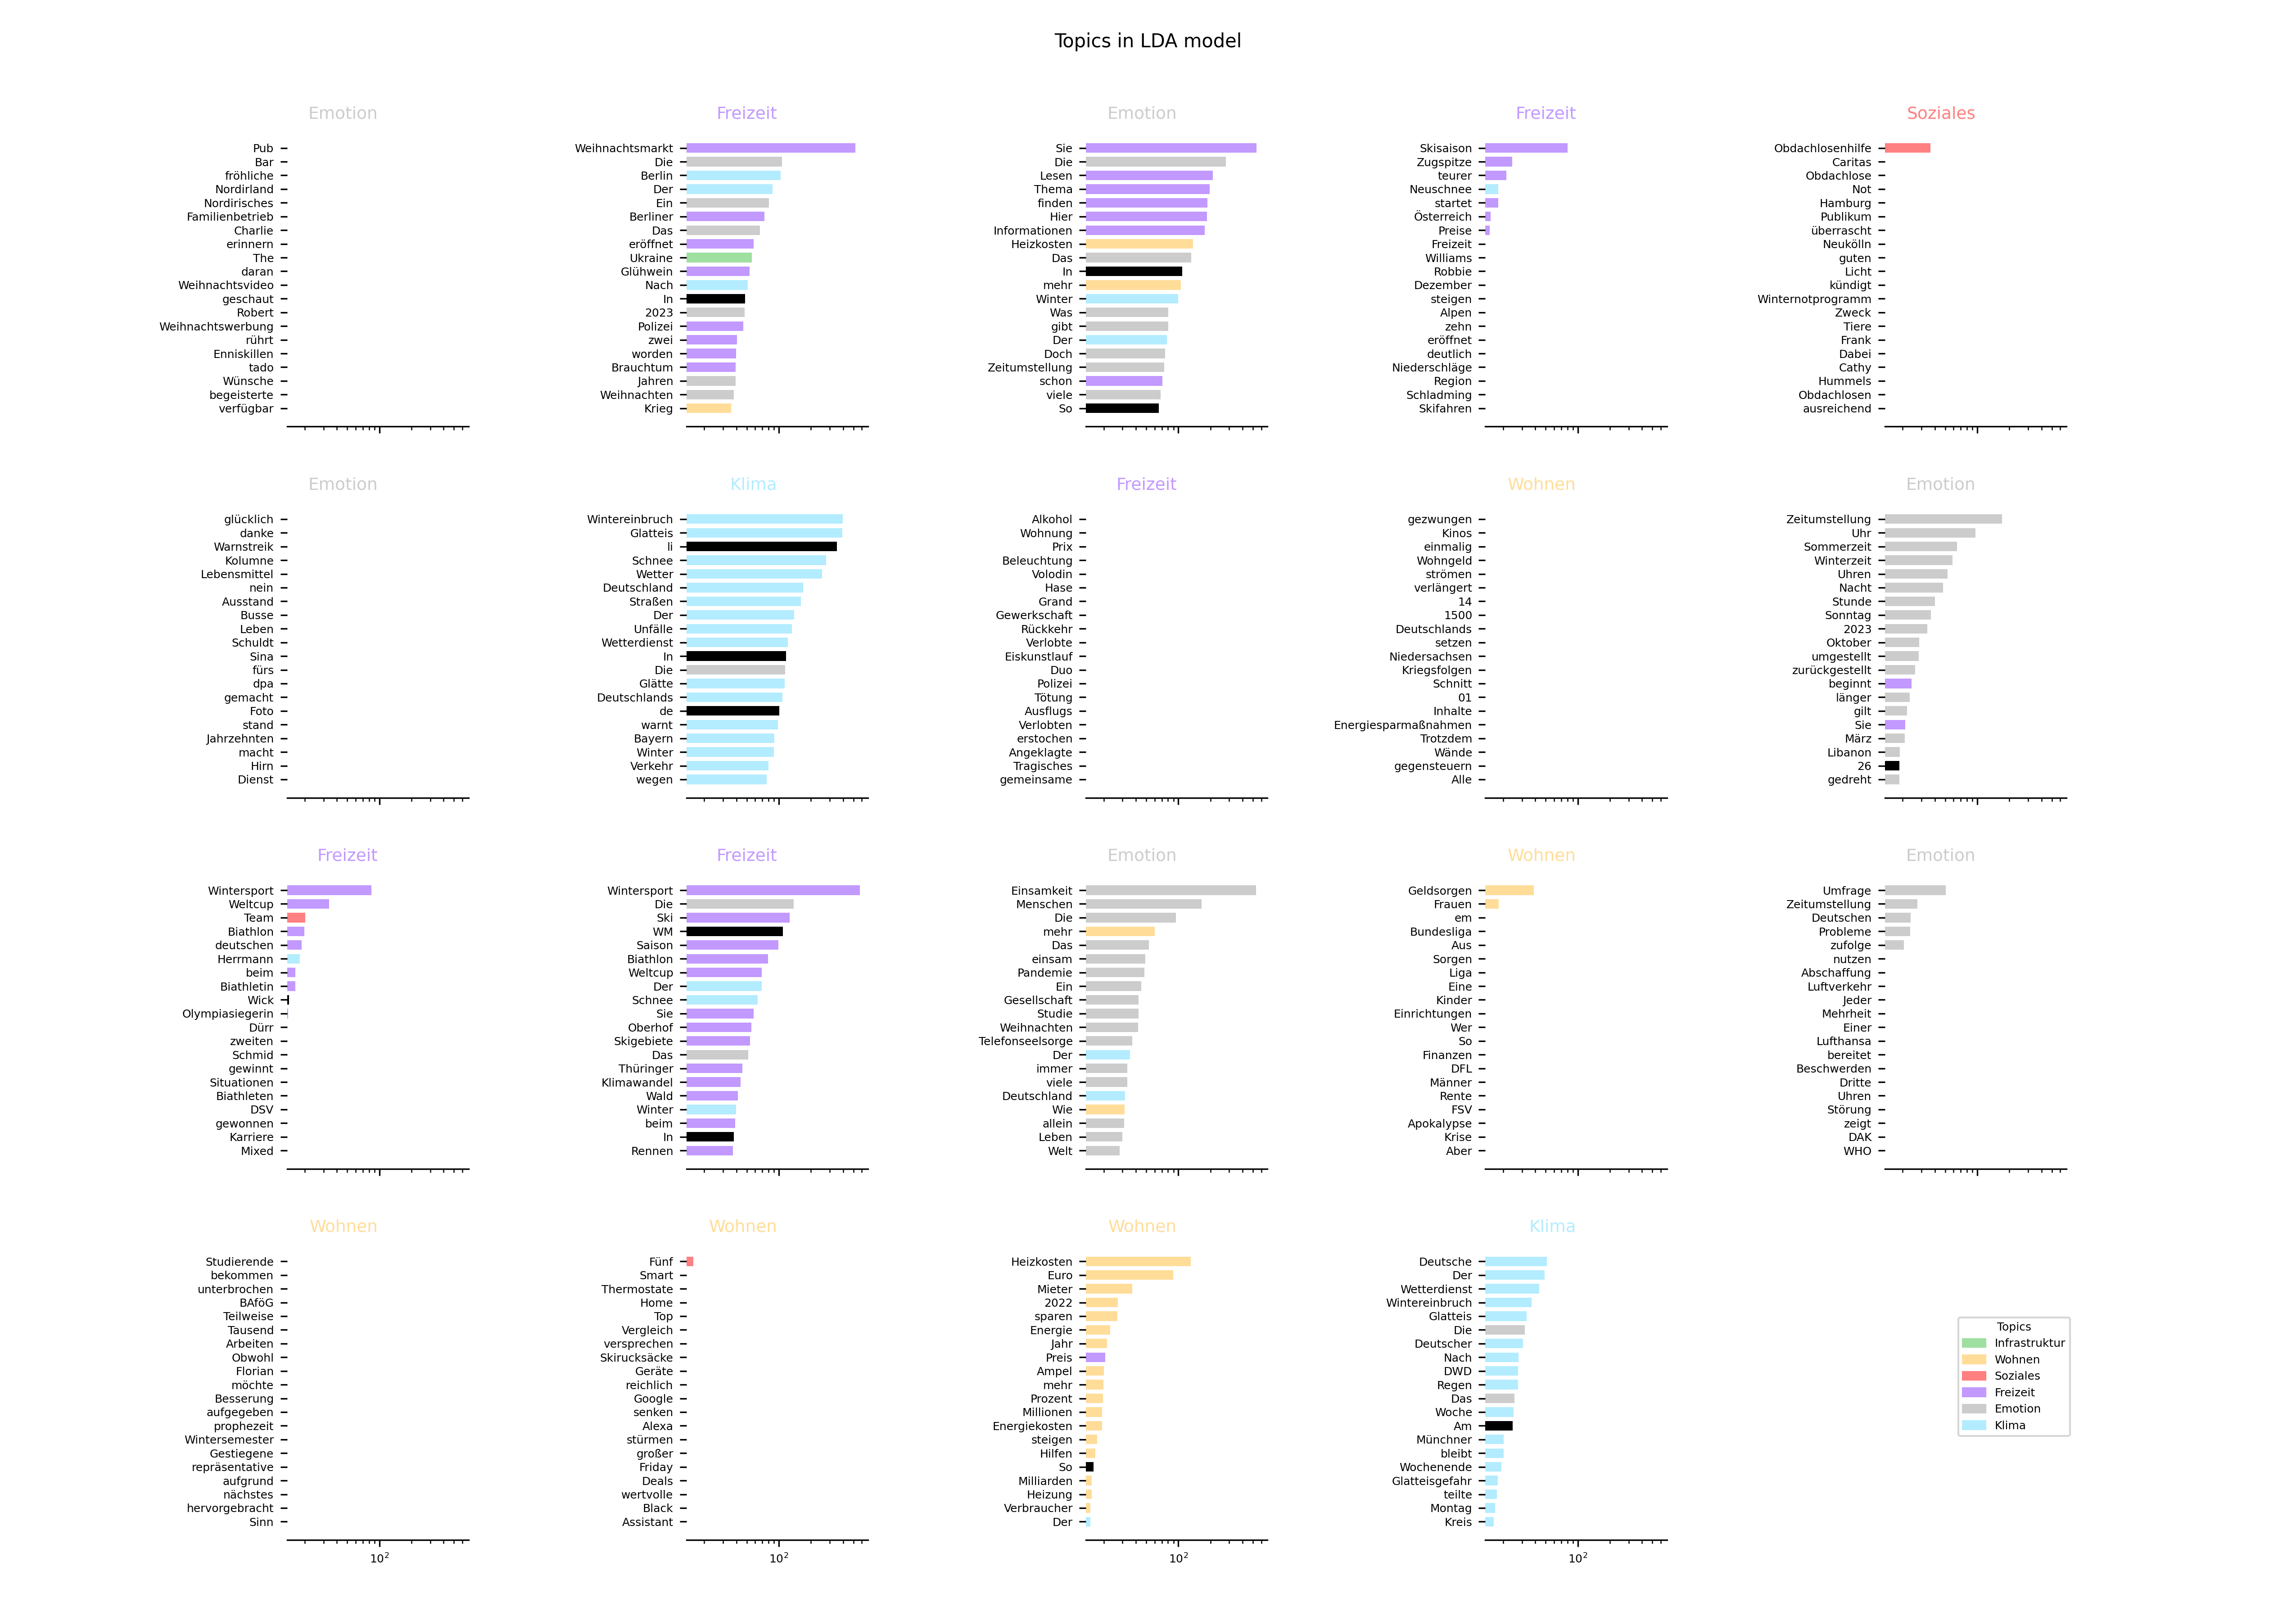 Topics in LDA model
Emotion
Pub
Bar
fröhliche
Nordirland
Nordirisches
Familienbetrieb
Charlie
erinnern
The
daran
Weihnachtsvideo
geschaut
Robert
Weihnachtswerbung
rührt
Enniskillen
tado
Wünsche
begeisterte
verfügbar
Freizeit
Weihnachtsmarkt
Die
Berlin
Der
Ein
Berliner
Das
eröffnet
Ukraine
Glühwein
Nach
In
2023
Polizei
zwei
worden
Brauchtum
Jahren
Weihnachten
Krieg
Emotion
Sie
Die
Lesen
Thema
finden
Hier
Informationen
Heizkosten
Das
In
mehr
Winter
Was
gibt
Der
Doch
Zeitumstellung
schon
viele
So
Freizeit
Skisaison
Zugspitze
teurer
Neuschnee
startet
Österreich
Preise
Freizeit
Williams
Robbie
Dezember
steigen
Alpen
zehn
eröffnet
deutlich
Niederschläge
Region
Schladming
Skifahren
Soziales
Obdachlosenhilfe
Caritas
Obdachlose
Not
Hamburg
Publikum
überrascht
Neukölln
guten
Licht
kündigt
Winternotprogramm
Zweck
Tiere
Frank
Dabei
Cathy
Hummels
Obdachlosen
ausreichend
Emotion
glücklich
danke
Warnstreik
Kolumne
Lebensmittel
nein
Ausstand
Busse
Leben
Schuldt
Sina
fürs
dpa
gemacht
Foto
stand
Jahrzehnten
macht
Hirn
Dienst
Klima
Wintereinbruch
Glatteis
li
Schnee
Wetter
Deutschland
Straßen
Der
Unfälle
Wetterdienst
In
Die
Glätte
Deutschlands
de
warnt
Bayern
Winter
Verkehr
wegen
Freizeit
Alkohol
Wohnung
Prix
Beleuchtung
Volodin
Hase
Grand
Gewerkschaft
Rückkehr
Verlobte
Eiskunstlauf
Duo
Polizei
Tötung
Ausflugs
Verlobten
erstochen
Angeklagte
Tragisches
gemeinsame
Wohnen
gezwungen
Kinos
einmalig
Wohngeld
strömen
verlängert
14
1500
Deutschlands
setzen
Niedersachsen
Kriegsfolgen
Schnitt
01
Inhalte
Energiesparmaßnahmen
Trotzdem
Wände
gegensteuern
Alle
Emotion
Zeitumstellung
Uhr
Sommerzeit
Winterzeit
Uhren
Nacht
Stunde
Sonntag
2023
Oktober
umgestellt
zurückgestellt
beginnt
länger
gilt
Sie
März
Libanon
26
gedreht
Freizeit
Wintersport
Weltcup
Team
Biathlon
deutschen
Herrmann
beim
Biathletin
Wick
Olympiasiegerin
Dürr
zweiten
Schmid
gewinnt
Situationen
Biathleten
DSV
gewonnen
Karriere
Mixed
Freizeit
Wintersport
Die
Ski
WM
Saison
Biathlon
Weltcup
Der
Schnee
Sie
Oberhof
Skigebiete
Das
Thüringer
Klimawandel
Wald
Winter
beim
In
Rennen
Emotion
Einsamkeit
Menschen
Die
mehr
Das
einsam
Pandemie
Ein
Gesellschaft
Studie
Weihnachten
Telefonseelsorge
Der
immer
viele
Deutschland
Wie
allein
Leben
Welt
Wohnen
Geldsorgen
Frauen
em
Bundesliga
Aus
Sorgen
Liga
Eine
Kinder
Einrichtungen
Wer
So
Finanzen
DFL
Männer
Rente
FSV
Apokalypse
Krise
Aber
Emotion
Umfrage
Zeitumstellung
Deutschen
Probleme
zufolge
nutzen
Abschaffung
Luftverkehr
Jeder
Mehrheit
Einer
Lufthansa
bereitet
Beschwerden
Dritte
Uhren
Störung
zeigt
DAK
WHO
Wohnen
Studierende
bekommen
unterbrochen
BAföG
Teilweise
Tausend
Arbeiten
Obwohl
Florian
möchte
Besserung
aufgegeben
prophezeit
Wintersemester
Gestiegene
repräsentative
aufgrund
nächstes
hervorgebracht
Sinn
10²
Wohnen
Fünf
Smart
Thermostate
Home
Top
Vergleich
versprechen
Skirucksäcke
Geräte
reichlich
Google
senken
Alexa
stürmen
großer
Friday
Deals
wertvolle
Black
Assistant
10²
Wohnen
Heizkosten
Euro
Mieter
2022
sparen
Energie
Jahr
Preis
Ampel
mehr
Prozent
Millionen
Energiekosten
steigen
Hilfen
So
Milliarden
Heizung
Verbraucher
Der
10²
Klima
Deutsche
Der
Wetterdienst
Wintereinbruch
Glatteis
Die
Deutscher
Nach
DWD
Regen
Das
Woche
Am
Münchner
bleibt
Wochenende
Glatteisgefahr
teilte
Montag
Kreis
10²
Topics
Infrastruktur
Wohnen
Soziales
Freizeit
Emotion
Klima